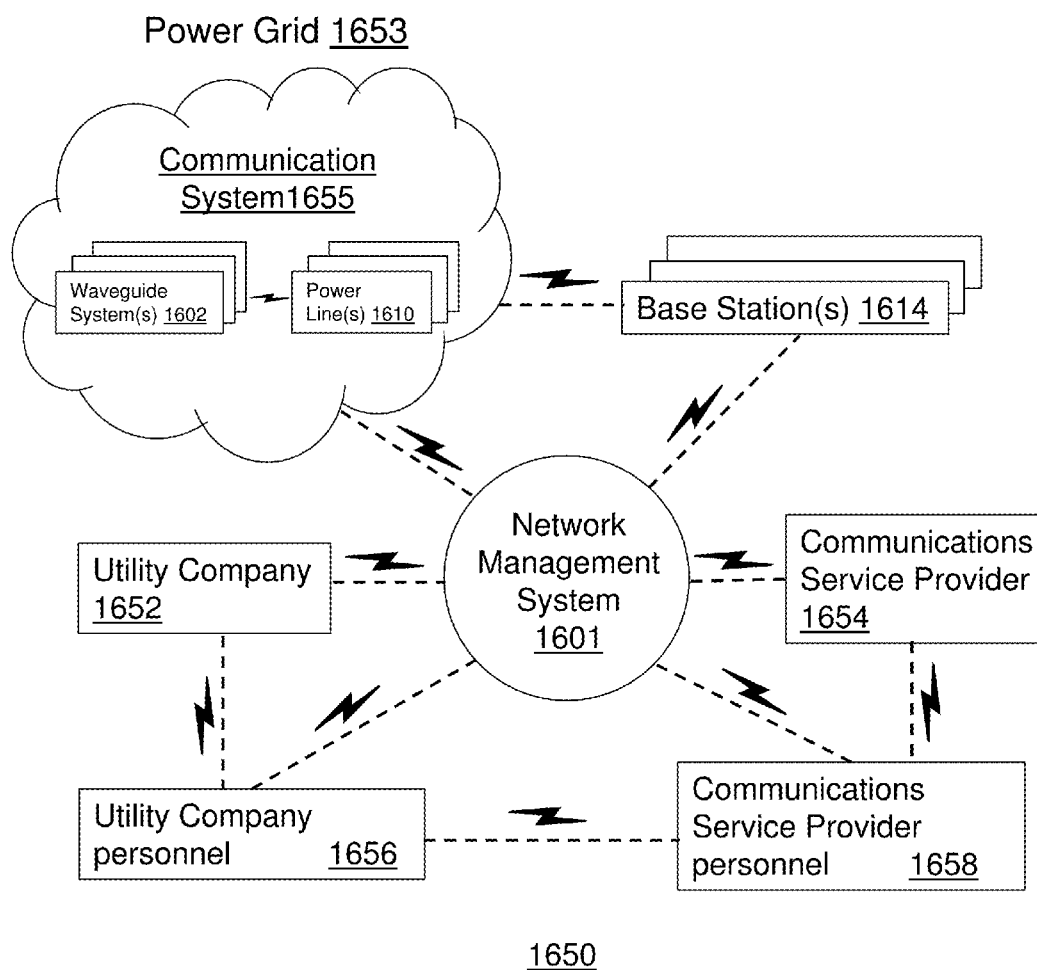 Power Grid 1653
Communication
System1655
Waveguide
System(s) 1602
Power
Line(s) 1610
Base Station(s) 1614
Network
Management
System
1601
Utility Company
1652
Communications
Service Provider
1654
Utility Company
personnel 1656
Communications
Service Provider
personnel 1658
1650